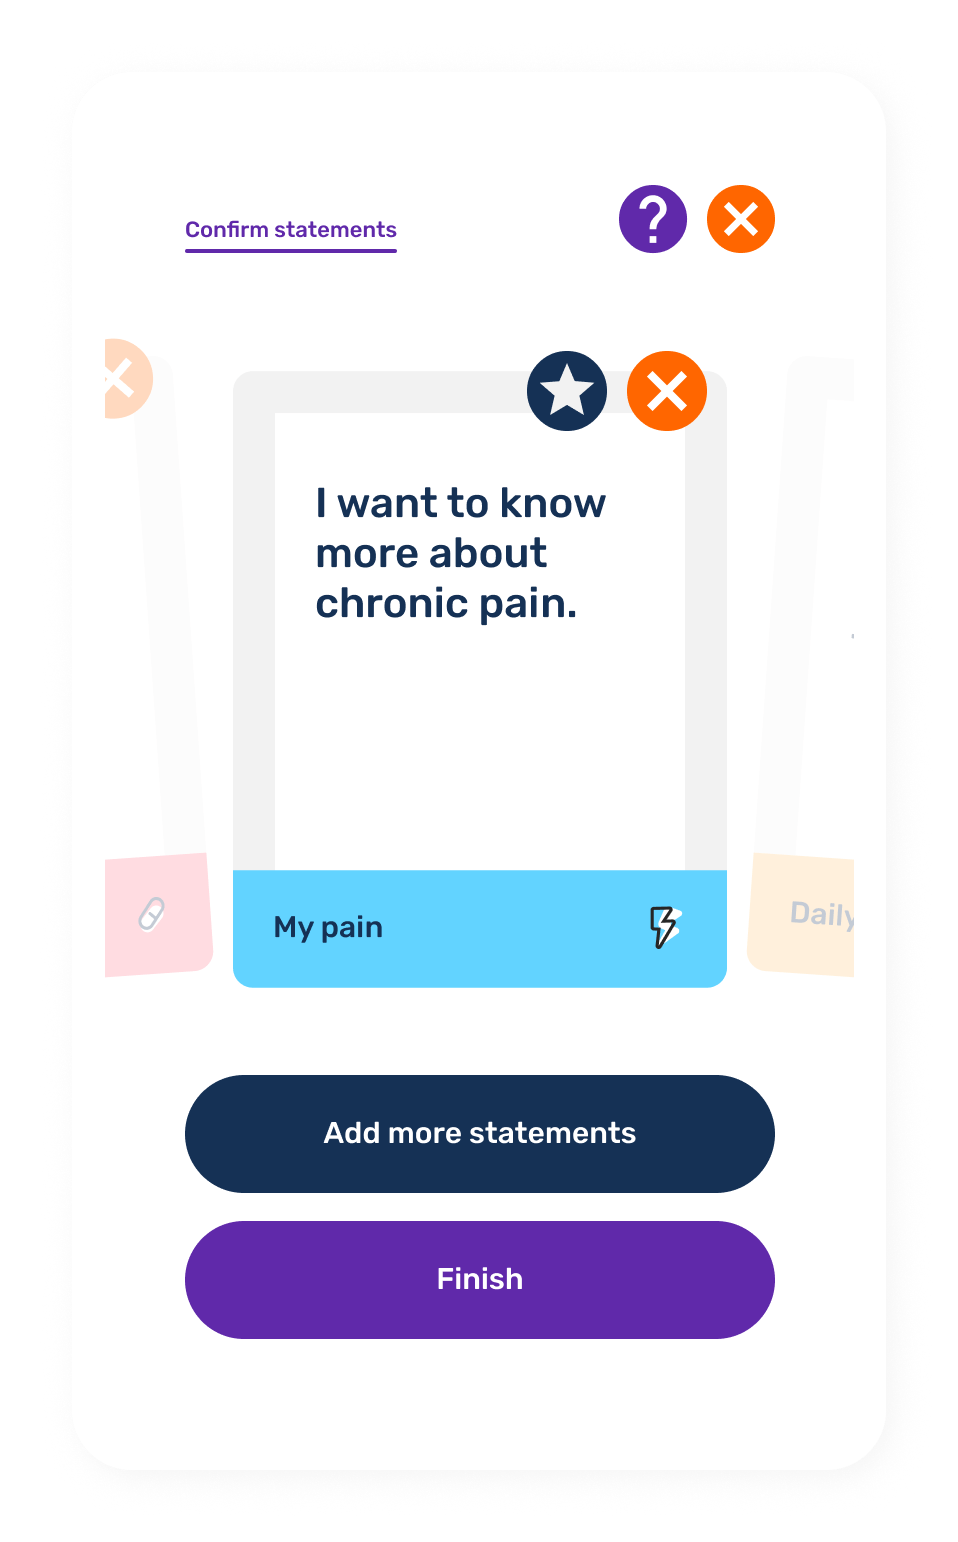 Confirm statements
?
I want to know
more about
chronic pain.
My pain
Daily
Add more statements
Finish